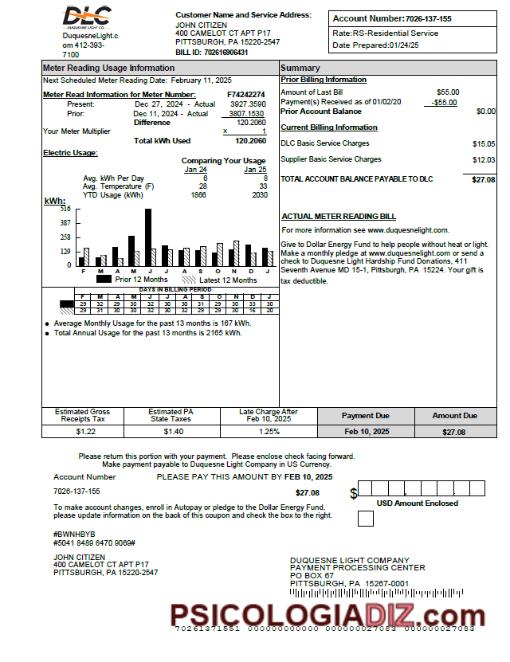 DLC
DUQUESNE LIGHT CO.
DuquesneLight.c
om 412-393-
7100
Customer Name and Service Address:
JOHN CITIZEN
400 CAMELOT CT APT P17
PITTSBURGH, PA 15220-2547
BILL ID: 702616906431
Account Number: 7026-137-155
Rate: RS-Residential Service
Date Prepared: 01/24/25
Meter Reading Usage Information
Next Scheduled Meter Reading Date: February 11, 2025
Meter Read Information for Meter Number: F74242274
Present: Dec 27, 2024 - Actual 3927.3590
Prior: Dec 11, 2024 - Actual 3807.1530
Difference 120.2060
Your Meter Multiplier x 1
Total kWh Used 120.2060
Electric Usage:
Comparing Your Usage
Jan 24 Jan 25
Avg. kWh Per Day 6 8
Avg. Temperature (F) 28 33
YTD Usage (kWh) 1866 2030
kWh:
516
387
258
129
0
F M A M J J A S O N D J
Prior 12 Months Latest 12 Months
DAYS IN BILLING PERIOD
F M A M J J A S O N D J
29 32 29 30 32 30 30 31 29 30 33 30
29 31 30 30 30 33 29 30 30 30 16 20
● Average Monthly Usage for the past 13 months is 167 kWh.
● Total Annual Usage for the past 13 months is 2165 kWh.
Summary
Prior Billing Information
Amount of Last Bill $55.00
Payment(s) Received as of 01/02/20 -$55.00
Prior Account Balance $0.00
Current Billing Information
DLC Basic Service Charges $15.05
Supplier Basic Service Charges $12.03
TOTAL ACCOUNT BALANCE PAYABLE TO DLC $27.08
ACTUAL METER READING BILL
For more information see www.duquesnelight.com.
Give to Dollar Energy Fund to help people without heat or light.
Make a monthly pledge at www.duquesnelight.com or send a
check to Duquesne Light Hardship Fund Donations, 411
Seventh Avenue MD 15-1, Pittsburg, PA 15224. Your gift is
tax deductible.
Estimated Gross Receipts Tax
$1.22
Estimated PA State Taxes
$1.40
Late Charge After Feb 10, 2025
1.25%
Payment Due
Feb 10, 2025
Amount Due
$27.08
Please return this portion with your payment. Please enclose check facing forward.
Make payment payable to Duquesne Light Company in US Currency.
Account Number PLEASE PAY THIS AMOUNT BY FEB 10, 2025
7026-137-155 $27.08 $
USD Amount Enclosed
To make account changes, enroll in Autopay or pledge to the Dollar Energy Fund,
please update information on the back of this coupon and check the box to the right.
#BWNHBYB
#5041 8489 6470 9069#
JOHN CITIZEN
400 CAMELOT CT APT P17
PITTSBURGH, PA 15220-2547
DUQUESNE LIGHT COMPANY
PAYMENT PROCESSING CENTER
PO BOX 67
PITTSBURGH, PA 15267-0001
PSICOLOGIADIZ.com